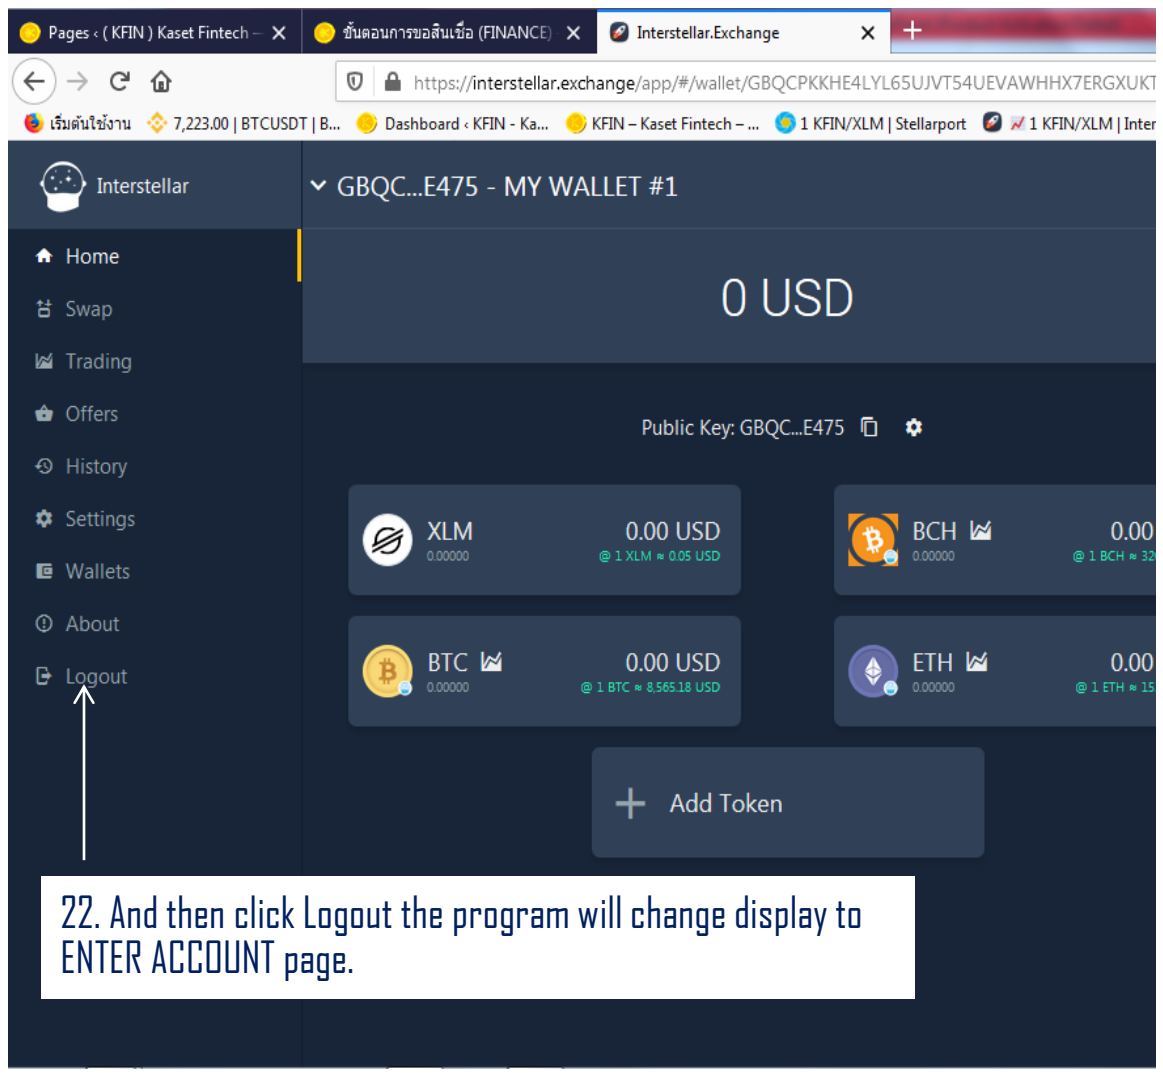 Pages ‹ ( KFIN ) Kaset Fintech —
ขั้นตอนการขอสินเชื่อ (FINANCE)
Interstellar.Exchange
https://interstellar.exchange/app/#/wallet/GBQCPKKHE4LYL65UJVT54UEVAWHHX7ERGXUKT
เริ่มต้นใช้งาน 7,223.00 | BTCUSDT | B... Dashboard ‹ KFIN - Ka... KFIN – Kaset Fintech – ... 1 KFIN/XLM | Stellarport 1 KFIN/XLM | Inter
Interstellar
GBQC...E475 - MY WALLET #1
Home
Swap
Trading
Offers
History
Settings
Wallets
About
Logout
0 USD
Public Key: GBQC...E475
XLM 0.00 USD
0.00000 @ 1 XLM ≈ 0.05 USD
BCH 0.00
0.00000 @ 1 BCH ≈ 32
BTC 0.00 USD
0.00000 @ 1 BTC ≈ 8,565.18 USD
ETH 0.00
0.00000 @ 1 ETH ≈ 15
Add Token
22. And then click Logout the program will change display to
ENTER ACCOUNT page.